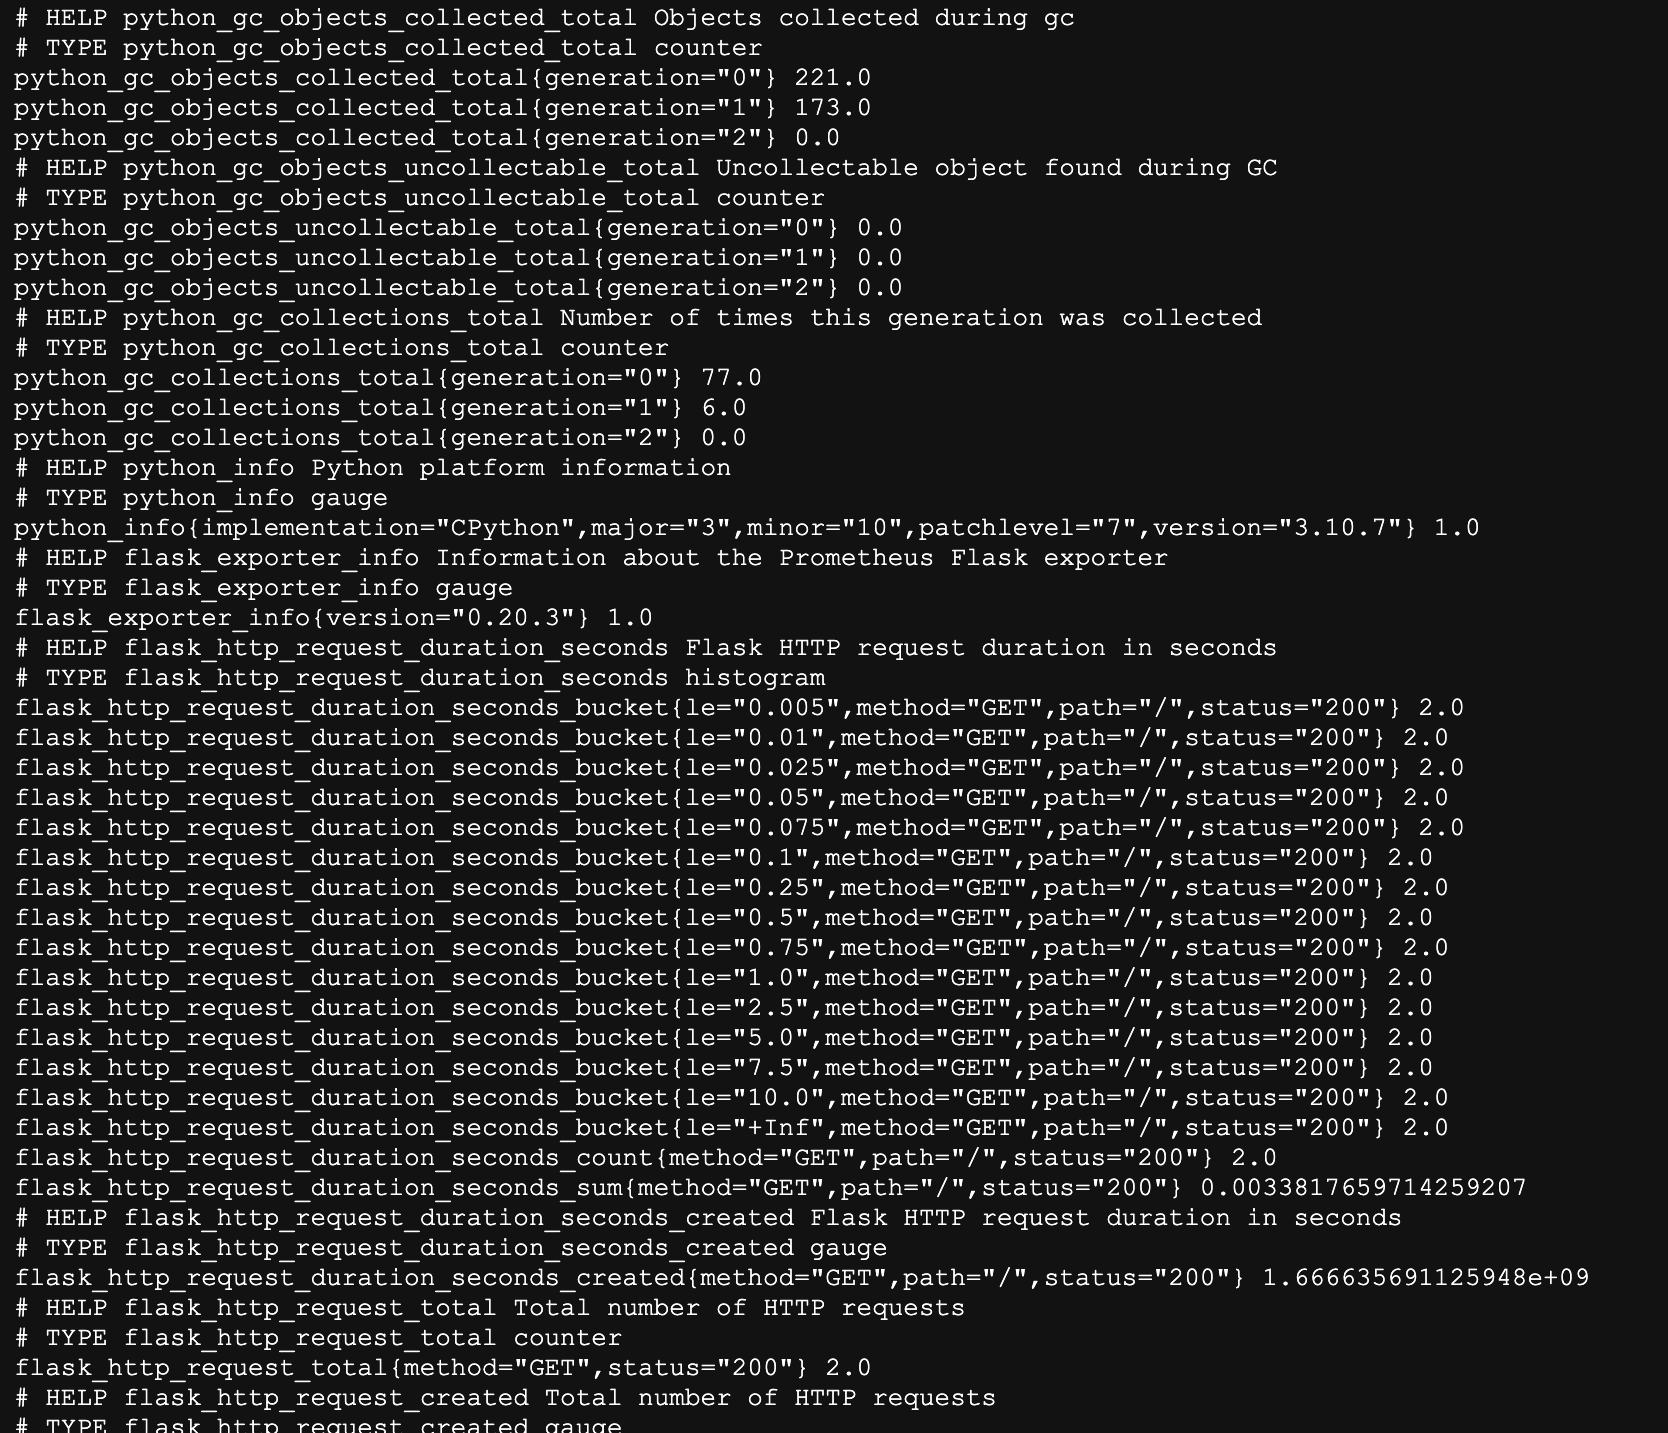 # HELP python_gc_objects_collected_total Objects collected during gc
# TYPE python_gc_objects_collected_total counter
python_gc_objects_collected_total{generation="0"} 221.0
python_gc_objects_collected_total{generation="1"} 173.0
python_gc_objects_collected_total{generation="2"} 0.0
# HELP python_gc_objects_uncollectable_total Uncollectable object found during GC
# TYPE python_gc_objects_uncollectable_total counter
python_gc_objects_uncollectable_total{generation="0"} 0.0
python_gc_objects_uncollectable_total{generation="1"} 0.0
python_gc_objects_uncollectable_total{generation="2"} 0.0
# HELP python_gc_collections_total Number of times this generation was collected
# TYPE python_gc_collections_total counter
python_gc_collections_total{generation="0"} 77.0
python_gc_collections_total{generation="1"} 6.0
python_gc_collections_total{generation="2"} 0.0
# HELP python_info Python platform information
# TYPE python_info gauge
python_info{implementation="CPython",major="3",minor="10",patchlevel="7",version="3.10.7"} 1.0
# HELP flask_exporter_info Information about the Prometheus Flask exporter
# TYPE flask_exporter_info gauge
flask_exporter_info{version="0.20.3"} 1.0
# HELP flask_http_request_duration_seconds Flask HTTP request duration in seconds
# TYPE flask_http_request_duration_seconds histogram
flask_http_request_duration_seconds_bucket{le="0.005",method="GET",path="/",status="200"} 2.0
flask_http_request_duration_seconds_bucket{le="0.01",method="GET",path="/",status="200"} 2.0
flask_http_request_duration_seconds_bucket{le="0.025",method="GET",path="/",status="200"} 2.0
flask_http_request_duration_seconds_bucket{le="0.05",method="GET",path="/",status="200"} 2.0
flask_http_request_duration_seconds_bucket{le="0.075",method="GET",path="/",status="200"} 2.0
flask_http_request_duration_seconds_bucket{le="0.1",method="GET",path="/",status="200"} 2.0
flask_http_request_duration_seconds_bucket{le="0.25",method="GET",path="/",status="200"} 2.0
flask_http_request_duration_seconds_bucket{le="0.5",method="GET",path="/",status="200"} 2.0
flask_http_request_duration_seconds_bucket{le="0.75",method="GET",path="/",status="200"} 2.0
flask_http_request_duration_seconds_bucket{le="1.0",method="GET",path="/",status="200"} 2.0
flask_http_request_duration_seconds_bucket{le="2.5",method="GET",path="/",status="200"} 2.0
flask_http_request_duration_seconds_bucket{le="5.0",method="GET",path="/",status="200"} 2.0
flask_http_request_duration_seconds_bucket{le="7.5",method="GET",path="/",status="200"} 2.0
flask_http_request_duration_seconds_bucket{le="10.0",method="GET",path="/",status="200"} 2.0
flask_http_request_duration_seconds_bucket{le="+Inf",method="GET",path="/",status="200"} 2.0
flask_http_request_duration_seconds_count{method="GET",path="/",status="200"} 2.0
flask_http_request_duration_seconds_sum{method="GET",path="/",status="200"} 0.0033817659714259207
# HELP flask_http_request_duration_seconds_created Flask HTTP request duration in seconds
# TYPE flask_http_request_duration_seconds_created gauge
flask_http_request_duration_seconds_created{method="GET",path="/",status="200"} 1.666635691125948e+09
# HELP flask_http_request_total Total number of HTTP requests
# TYPE flask_http_request_total counter
flask_http_request_total{method="GET",status="200"} 2.0
# HELP flask_http_request_created Total number of HTTP requests
# TYPE flask_http_request_created gauge